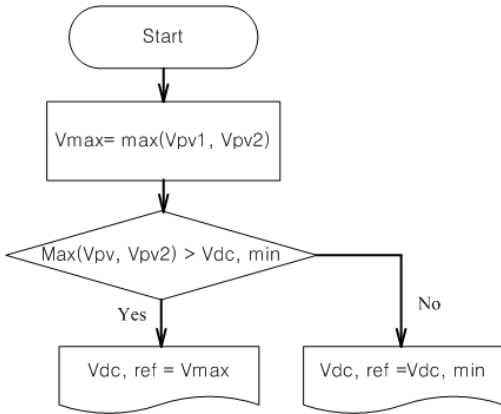 Start
Vmax= max(Vpv1, Vpv2)
Max(Vpv, Vpv2) > Vdc, min
Yes
No
Vdc, ref = Vmax
Vdc, ref =Vdc, min